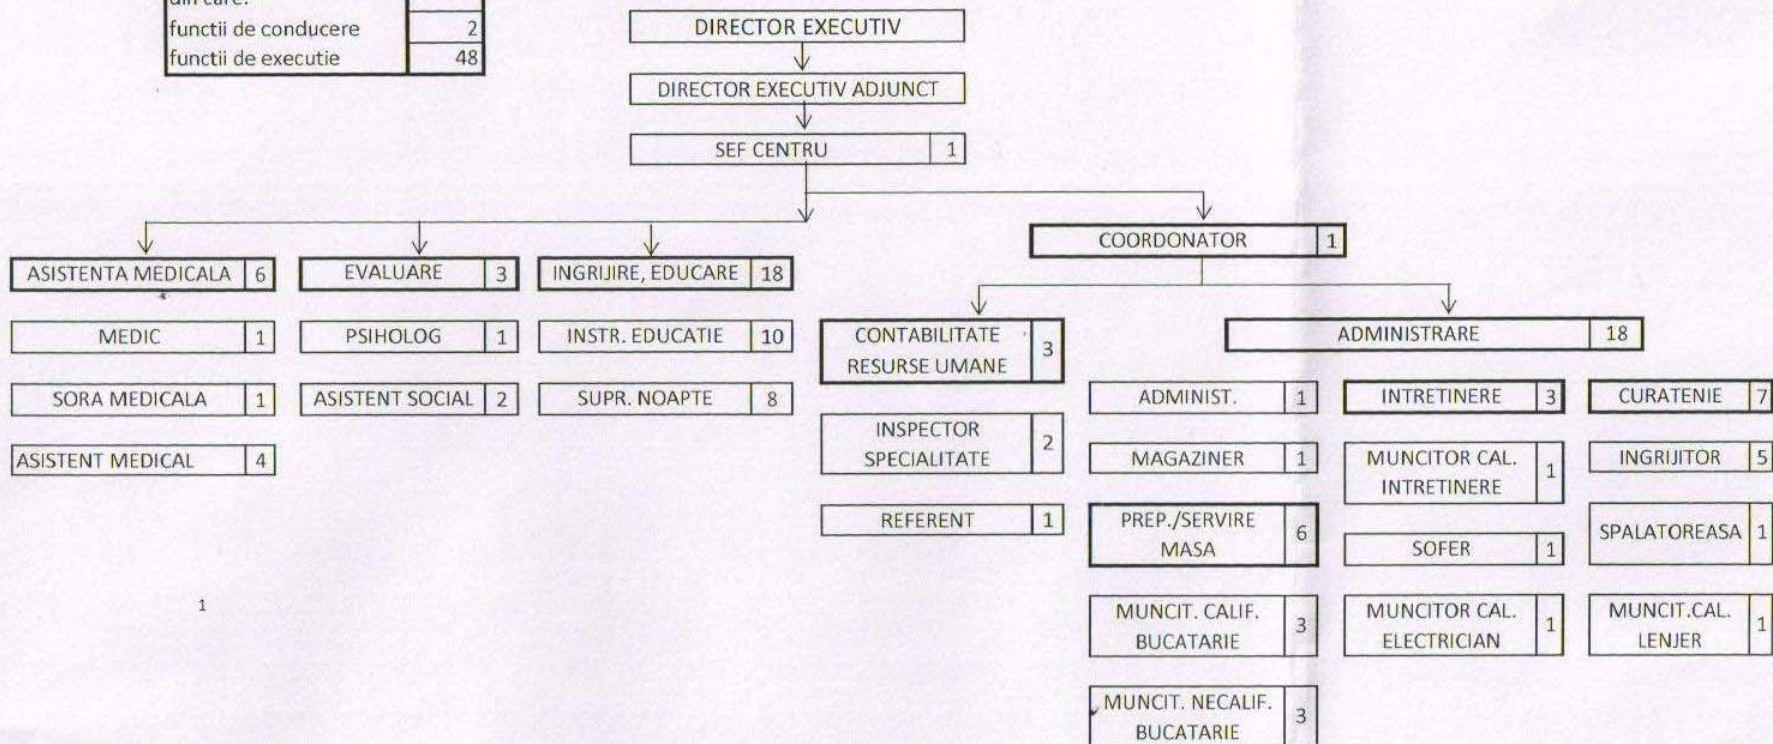 din care:
functii de conducere 2
functii de executie 48
DIRECTOR EXECUTIV
DIRECTOR EXECUTIV ADJUNCT
SEF CENTRU 1
COORDONATOR 1
ASISTENTA MEDICALA 6
MEDIC 1
SORA MEDICALA 1
ASISTENT MEDICAL 4
EVALUARE 3
PSIHOLOG 1
ASISTENT SOCIAL 2
INGRIJIRE, EDUCARE 18
INSTR. EDUCATIE 10
SUPR. NOAPTE 8
CONTABILITATE
RESURSE UMANE 3
INSPECTOR
SPECIALITATE 2
REFERENT 1
ADMINISTRARE 18
ADMINIST. 1
MAGAZINER 1
PREP./SERVIRE
MASA 6
MUNCIT. CALIF.
BUCATARIE 3
MUNCIT. NECALIF.
BUCATARIE 3
INTRETINERE 3
MUNCITOR CAL.
INTRETINERE 1
SOFER 1
MUNCITOR CAL.
ELECTRICIAN 1
CURATENIE 7
INGRIJITOR 5
SPALATOREASA 1
MUNCIT.CAL.
LENJER 1
1